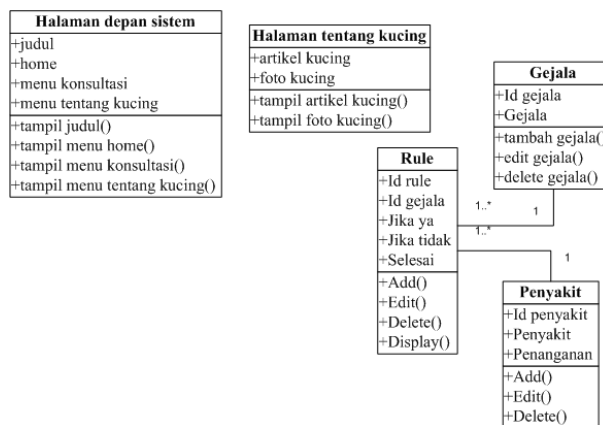 Halaman depan sistem
+judul
+home
+menu konsultasi
+menu tentang kucing
+tampil judul()
+tampil menu home()
+tampil menu konsultasi()
+tampil menu tentang kucing()
Halaman tentang kucing
+artikel kucing
+foto kucing
+tampil artikel kucing()
+tampil foto kucing()
Gejala
+Id gejala
+Gejala
+tambah gejala()
+edit gejala()
+delete gejala()
Rule
+Id rule
+Id gejala
+Jika ya
+Jika tidak
+Selesai
+Add()
+Edit()
+Delete()
+Display()
1..*
1
1..*
1
Penyakit
+Id penyakit
+Penyakit
+Penanganan
+Add()
+Edit()
+Delete()